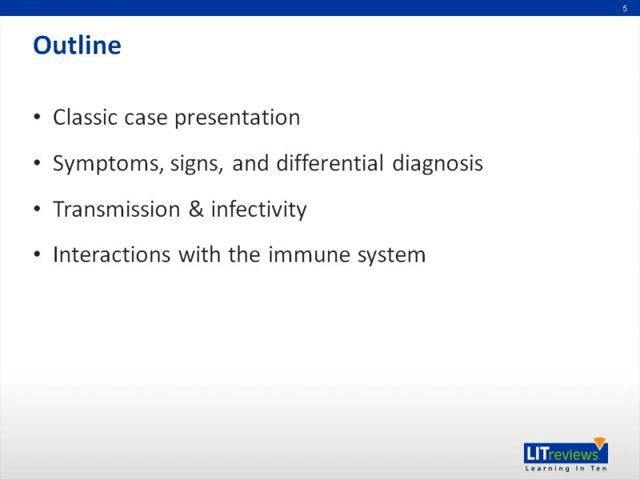 5
Outline
• Classic case presentation
• Symptoms, signs, and differential diagnosis
• Transmission & infectivity
• Interactions with the immune system
LITreviews
Learning In Ten